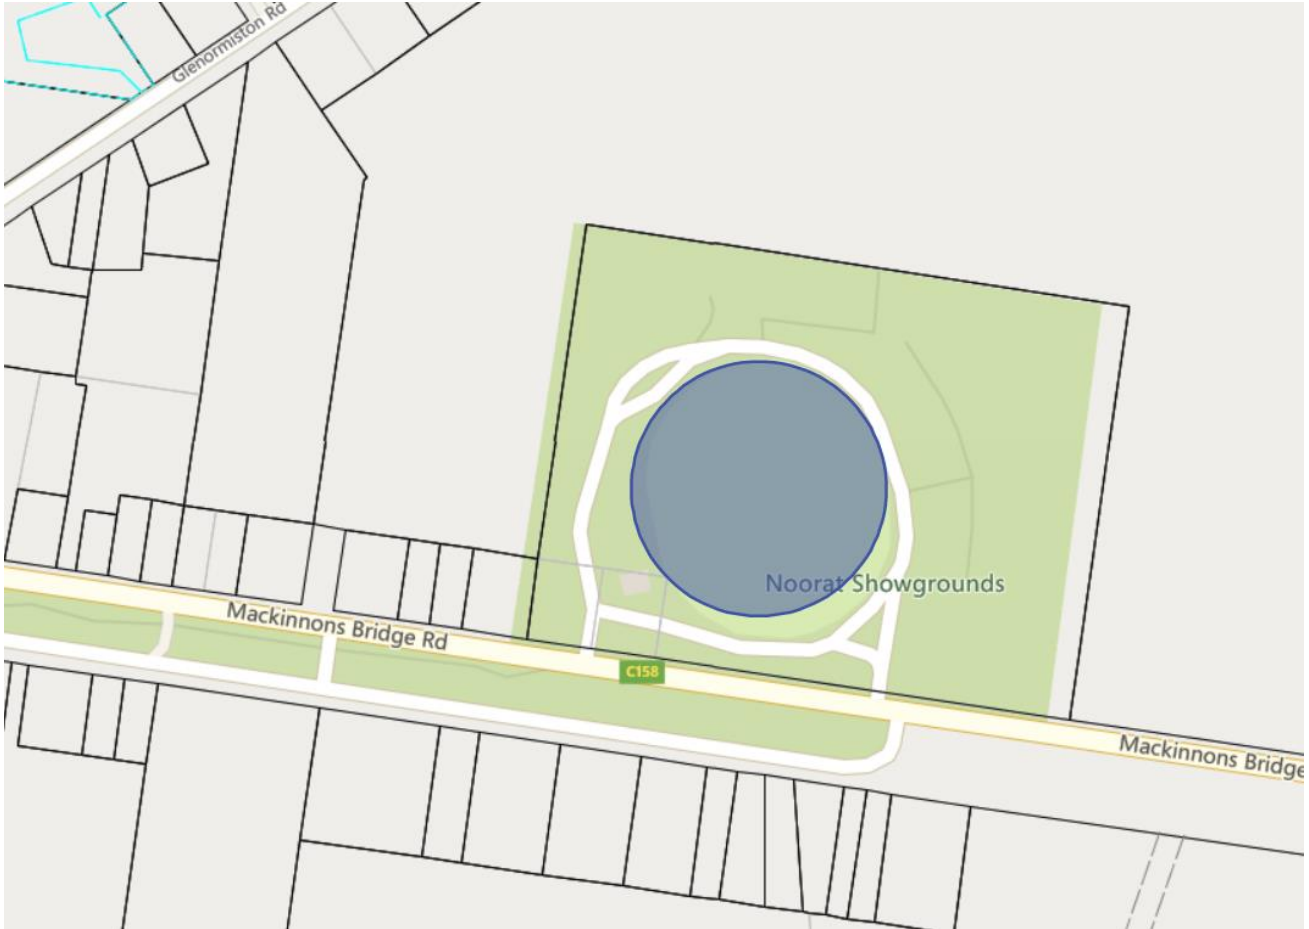 Glenormiston Rd
Noorat Showgrounds
Mackinnons Bridge Rd
C158
Mackinnons Bridge